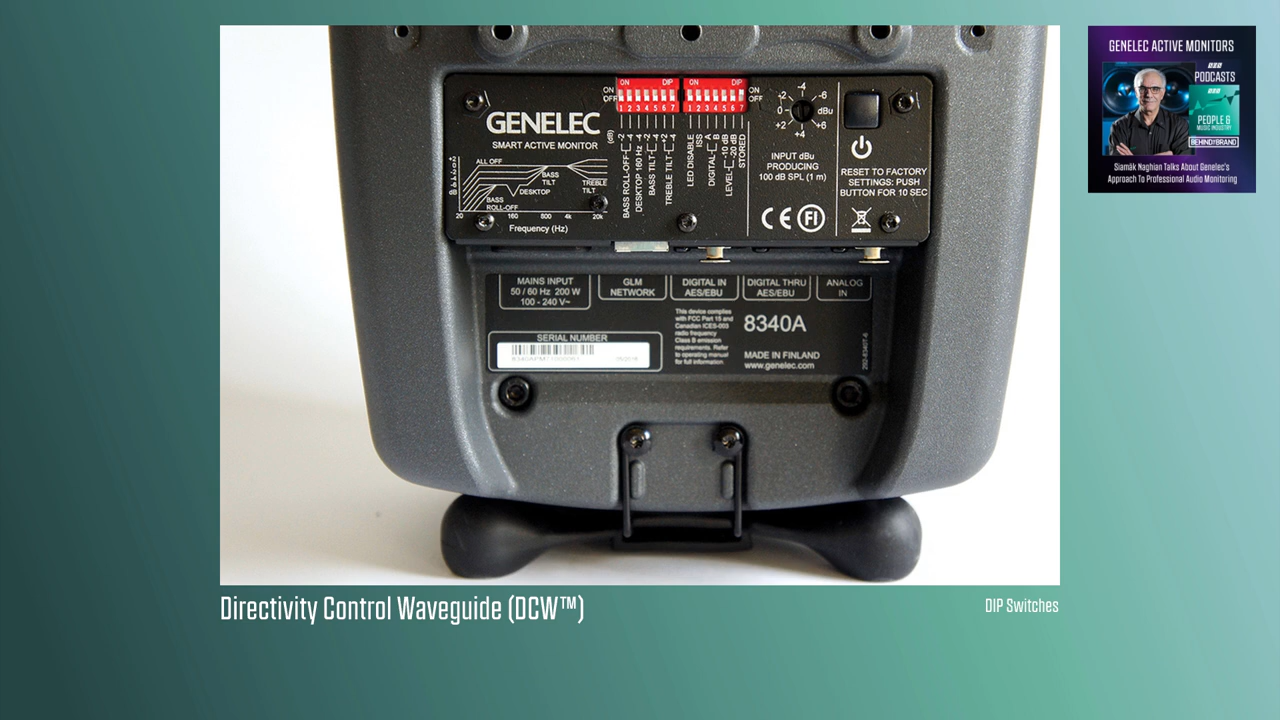 GENELEC
SMART ACTIVE MONITOR
ALL OFF
BASS
TILT
DESKTOP
TREBLE
TILT
BASS
ROLL-OFF
20 160 800 4k 20k
Frequency (Hz)
ON DIP
ON
OFF
1 2 3 4 5 6 7
(dB)
BASS ROLL-OFF -2 -4
DESKTOP 160 Hz -4
BASS TILT -2 -4
TREBLE TILT -2 -4
ON DIP
ON
OFF
1 2 3 4 5 6 7
LED DISABLE
ISS
DIGITAL A B
LEVEL -10 dB -20 dB
STORED
-4
-2 -6
0 dBu
+2 +6
+4
INPUT dBu
PRODUCING
100 dB SPL (1 m)
CE FI
RESET TO FACTORY
SETTINGS: PUSH
BUTTON FOR 10 SEC
MAINS INPUT
50 / 60 Hz 200 W
100 - 240 V~
GLM
NETWORK
DIGITAL IN
AES/EBU
DIGITAL THRU
AES/EBU
ANALOG
IN
This device complies
with FCC Part 15 and
Canadian ICES-003
radio frequency
Class B emission
requirements. Refer
to operating manual
for full information.
8340A
MADE IN FINLAND
www.genelec.com
SERIAL NUMBER
Directivity Control Waveguide (DCW™)
DIP Switches
GENELEC ACTIVE MONITORS
PODCASTS
PEOPLE &
MUSIC INDUSTRY
BEHIND THE BRAND
Siamäk Naghian Talks About Genelec's
Approach To Professional Audio Monitoring